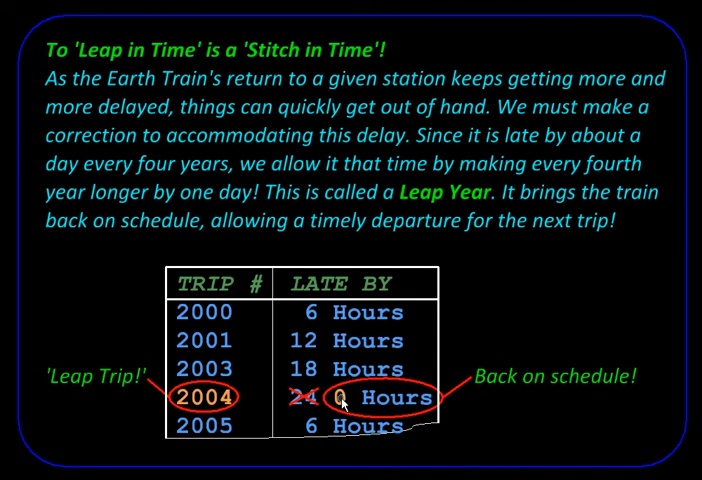 To 'Leap in Time' is a 'Stitch in Time'!
As the Earth Train's return to a given station keeps getting more and
more delayed, things can quickly get out of hand. We must make a
correction to accommodating this delay. Since it is late by about a
day every four years, we allow it that time by making every fourth
year longer by one day! This is called a Leap Year. It brings the train
back on schedule, allowing a timely departure for the next trip!
TRIP # LATE BY
2000 6 Hours
2001 12 Hours
2003 18 Hours
'Leap Trip!' 2004 24 0 Hours Back on schedule!
2005 6 Hours